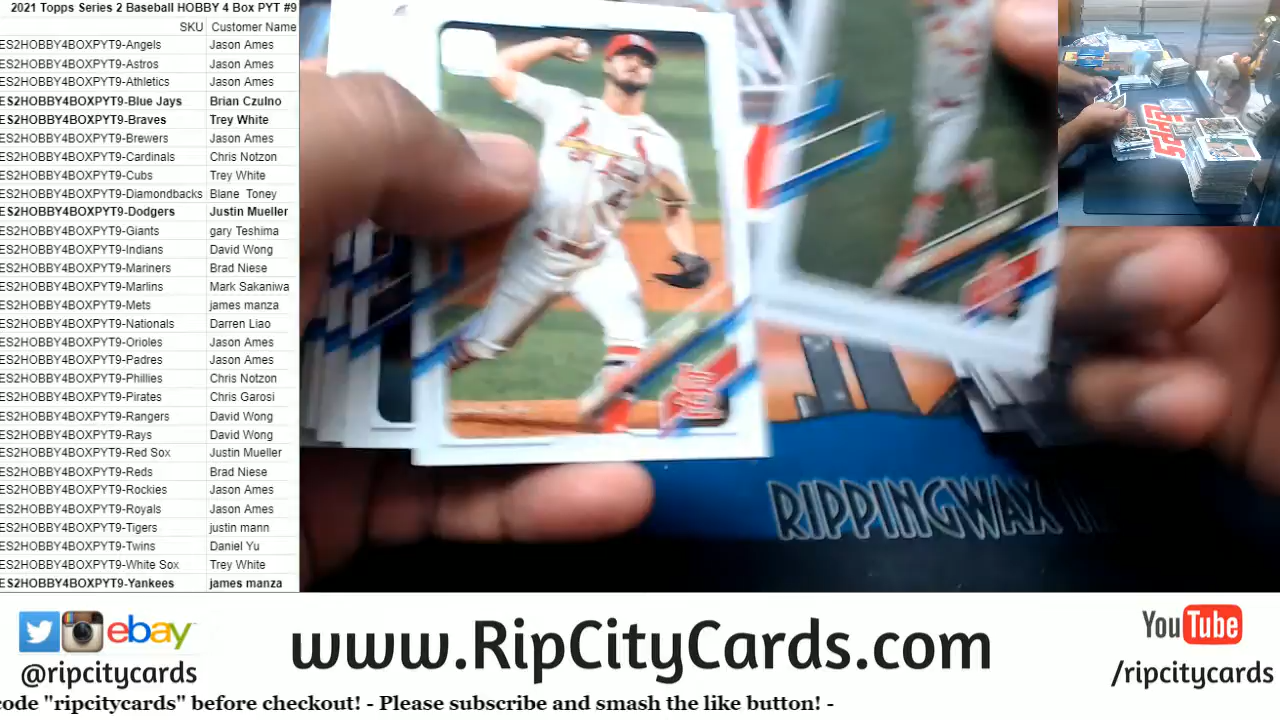 2021 Topps Series 2 Baseball HOBBY 4 Box PYT #9
SKU Customer Name
ES2HOBBY4BOXPYT9-Angels Jason Ames
ES2HOBBY4BOXPYT9-Astros Jason Ames
ES2HOBBY4BOXPYT9-Athletics Jason Ames
ES2HOBBY4BOXPYT9-Blue Jays Brian Czulno
ES2HOBBY4BOXPYT9-Braves Trey White
ES2HOBBY4BOXPYT9-Brewers Jason Ames
ES2HOBBY4BOXPYT9-Cardinals Chris Notzon
ES2HOBBY4BOXPYT9-Cubs Trey White
ES2HOBBY4BOXPYT9-Diamondbacks Blane Toney
ES2HOBBY4BOXPYT9-Dodgers Justin Mueller
ES2HOBBY4BOXPYT9-Giants gary Teshima
ES2HOBBY4BOXPYT9-Indians David Wong
ES2HOBBY4BOXPYT9-Mariners Brad Niese
ES2HOBBY4BOXPYT9-Marlins Mark Sakaniwa
ES2HOBBY4BOXPYT9-Mets james manza
ES2HOBBY4BOXPYT9-Nationals Darren Liao
ES2HOBBY4BOXPYT9-Orioles Jason Ames
ES2HOBBY4BOXPYT9-Padres Jason Ames
ES2HOBBY4BOXPYT9-Phillies Chris Notzon
ES2HOBBY4BOXPYT9-Pirates Chris Garosi
ES2HOBBY4BOXPYT9-Rangers David Wong
ES2HOBBY4BOXPYT9-Rays David Wong
ES2HOBBY4BOXPYT9-Red Sox Justin Mueller
ES2HOBBY4BOXPYT9-Reds Brad Niese
ES2HOBBY4BOXPYT9-Rockies Jason Ames
ES2HOBBY4BOXPYT9-Royals Jason Ames
ES2HOBBY4BOXPYT9-Tigers justin mann
ES2HOBBY4BOXPYT9-Twins Daniel Yu
ES2HOBBY4BOXPYT9-White Sox Trey White
ES2HOBBY4BOXPYT9-Yankees james manza
RIPPINGWAX
ebay
@ripcitycards
www.RipCityCards.com
YouTube
/ripcitycards
code "ripcitycards" before checkout! - Please subscribe and smash the like button! -